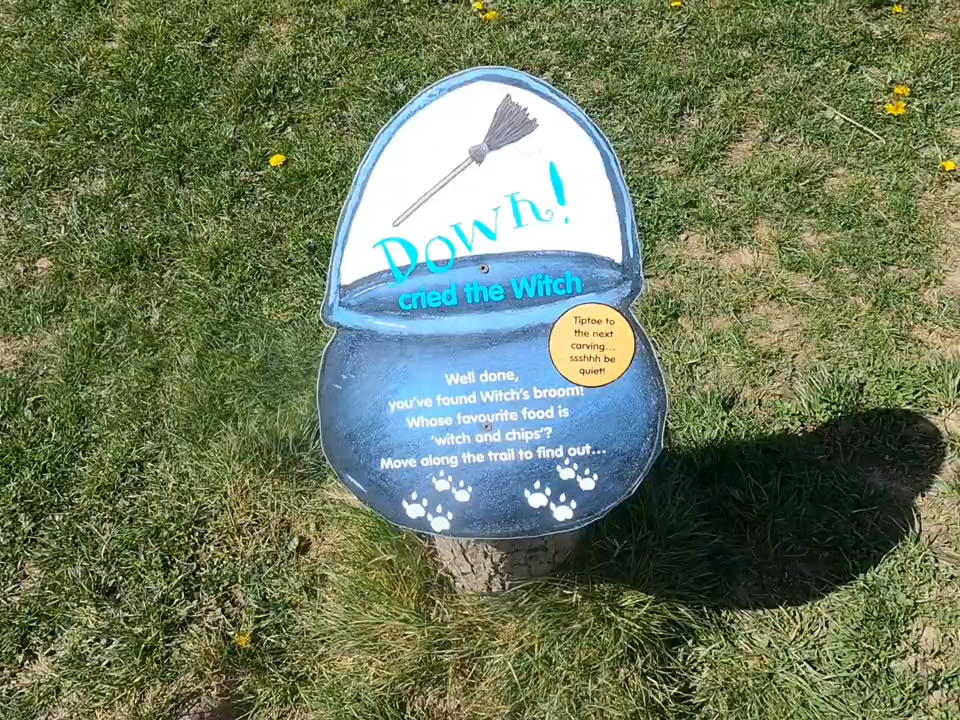 Down!
cried the Witch
Tiptoe to
the next
carving...
ssshhh be
quiet!
Well done,
you've found Witch's broom!
Whose favourite food is
'witch and chips'?
Move along the trail to find out...